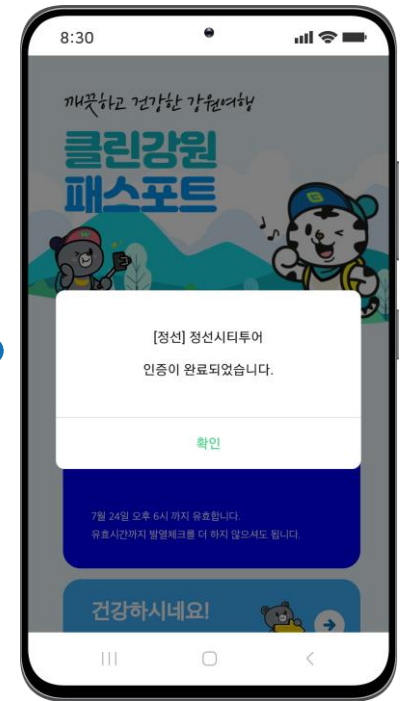 8:30
깨끗하고 건강한 강원여행
클린강원
패스포트
[정선] 정선시티투어
인증이 완료되었습니다.
확인
7월 24일 오후 6시 까지 유효합니다.
유효시간까지 발열체크를 더 하지 않으셔도 됩니다.
건강하시네요!